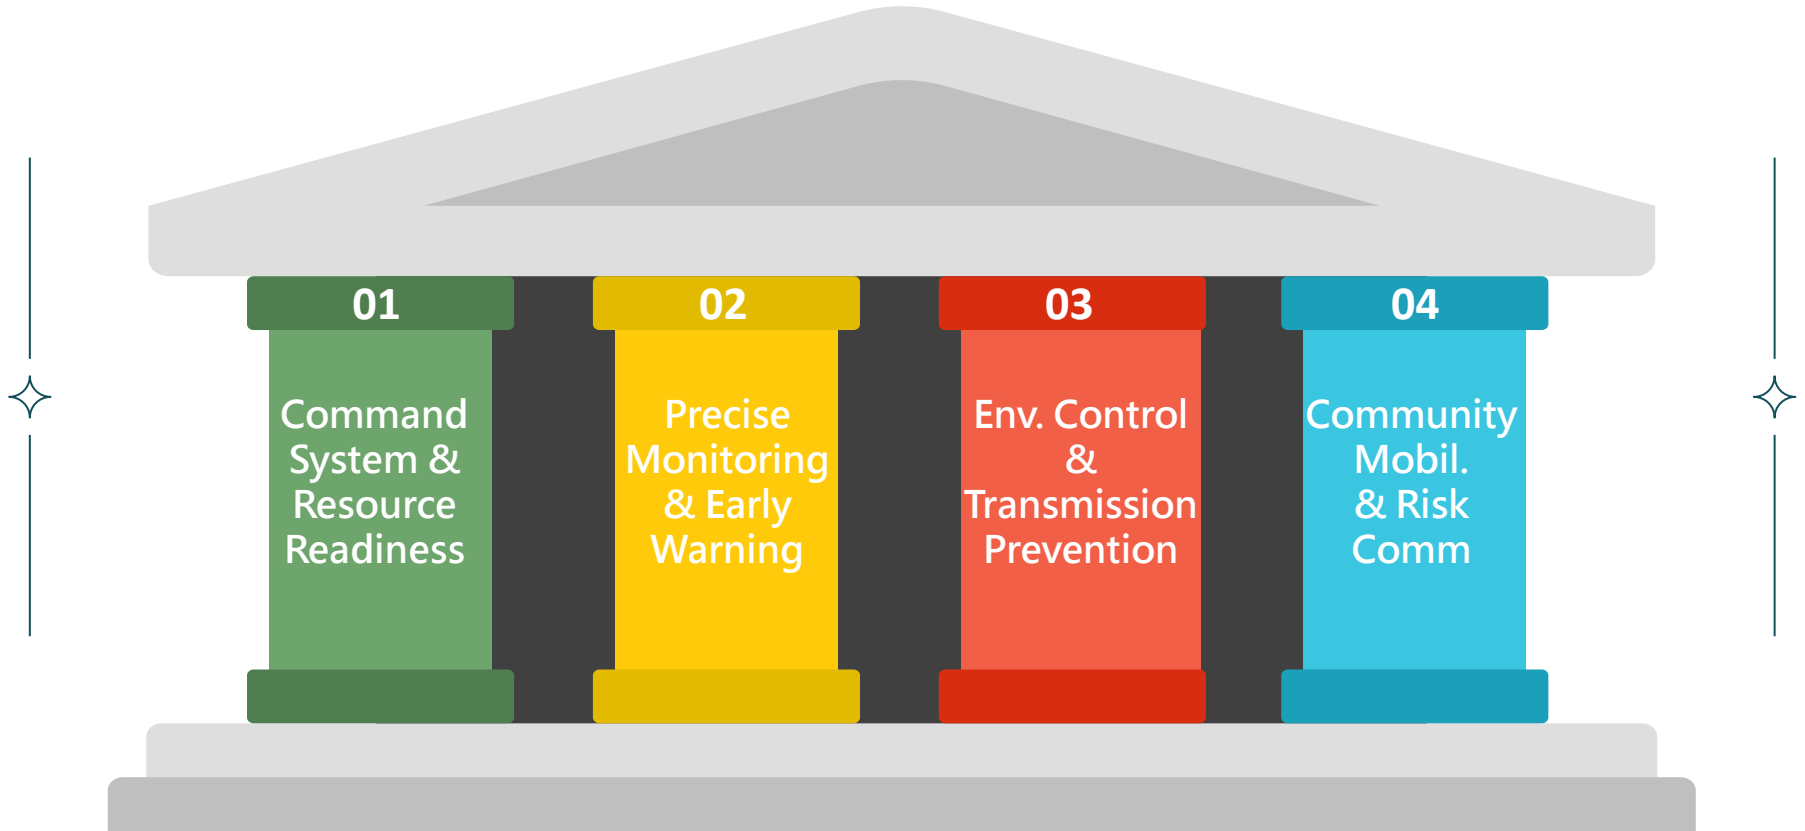 01
Command
System &
Resource
Readiness
02
Precise
Monitoring
& Early
Warning
03
Env. Control
&
Transmission
Prevention
04
Community
Mobil.
& Risk
Comm